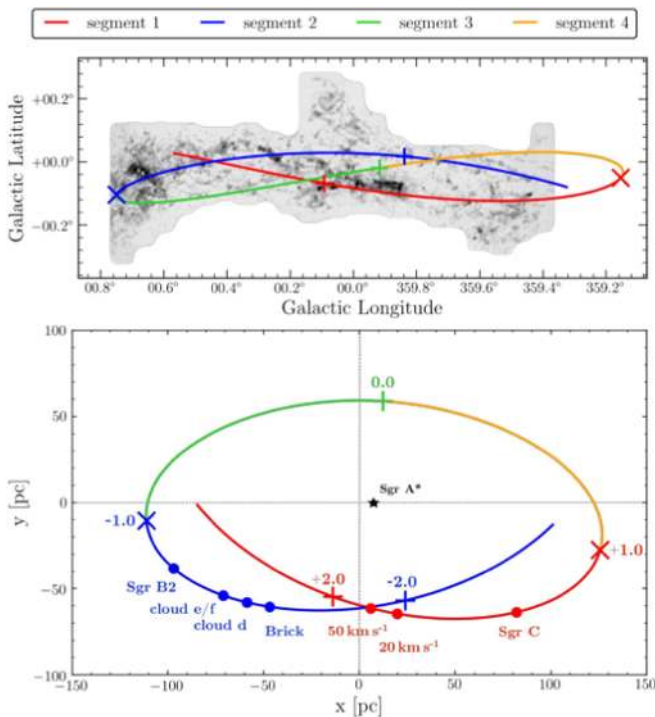 segment 1 segment 2 segment 3 segment 4
Galactic Latitude
+00.2°
+00.0°
−00.2°
00.8° 00.6° 00.4° 00.2° 00.0° 359.8° 359.6° 359.4° 359.2°
Galactic Longitude
y [pc]
100
50
0
−50
−100
0.0
Sgr A*
-1.0
+1.0
Sgr B2
cloud e/f
cloud d
Brick
+2.0
-2.0
50 km s⁻¹
20 km s⁻¹
Sgr C
−150 −100 −50 0 50 100 150
x [pc]